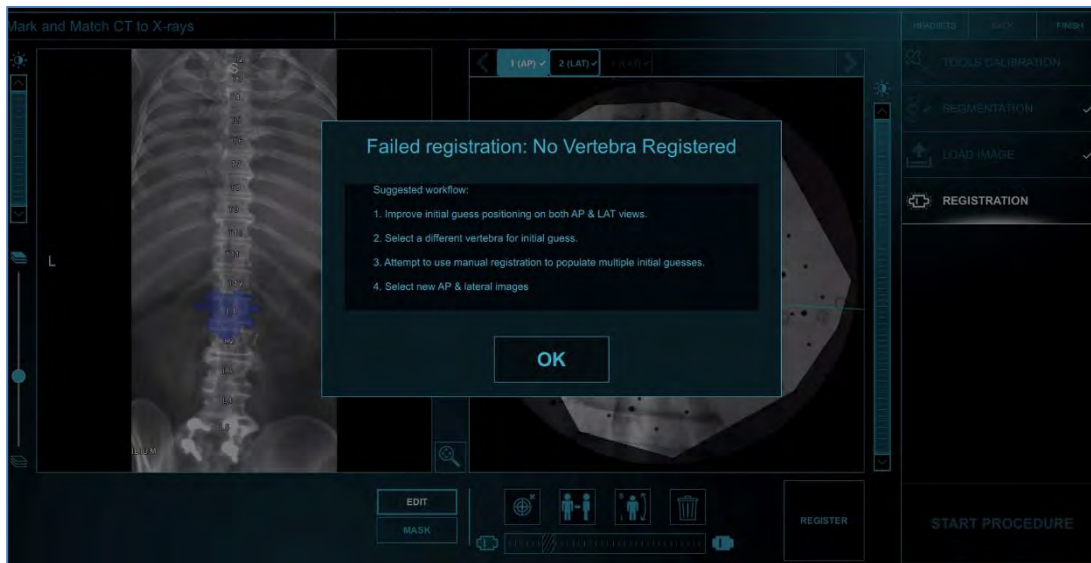 Mark and Match CT to X-rays
HEADSETS
BACK
FINISH
1 (AP)
2 (LAT)
TOOLS CALIBRATION
SEGMENTATION
LOAD IMAGE
REGISTRATION
Failed registration: No Vertebra Registered
Suggested workflow:
1. Improve initial guess positioning on both AP & LAT views.
2. Select a different vertebra for initial guess.
3. Attempt to use manual registration to populate multiple initial guesses.
4. Select new AP & lateral images
OK
L
T9
EDIT
MASK
REGISTER
START PROCEDURE